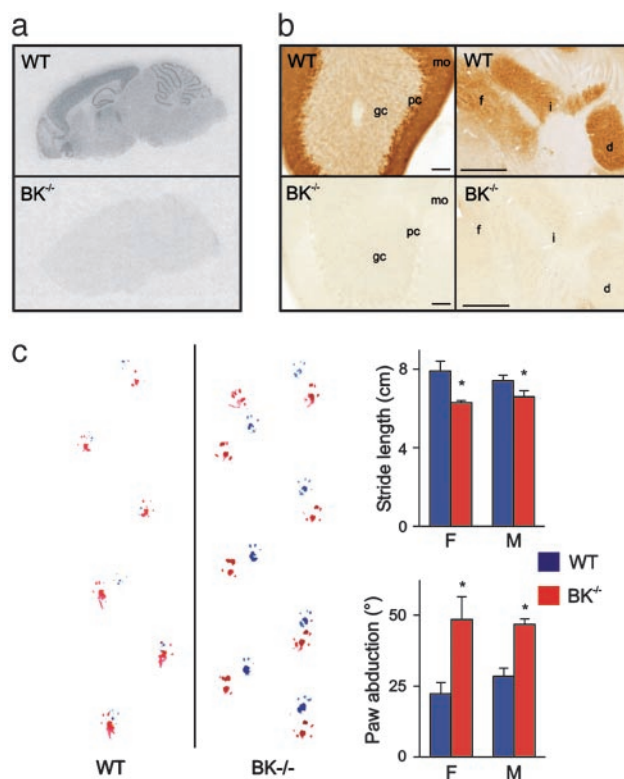 a
WT
BK-/-
b
WT
mo
gc
pc
WT
f
i
d
BK-/-
mo
pc
gc
BK-/-
f
i
d
c
WT
BK-/-
Stride length (cm)
8
4
0
*
*
F
M
WT
BK-/-
Paw abduction (°)
50
25
0
*
*
F
M